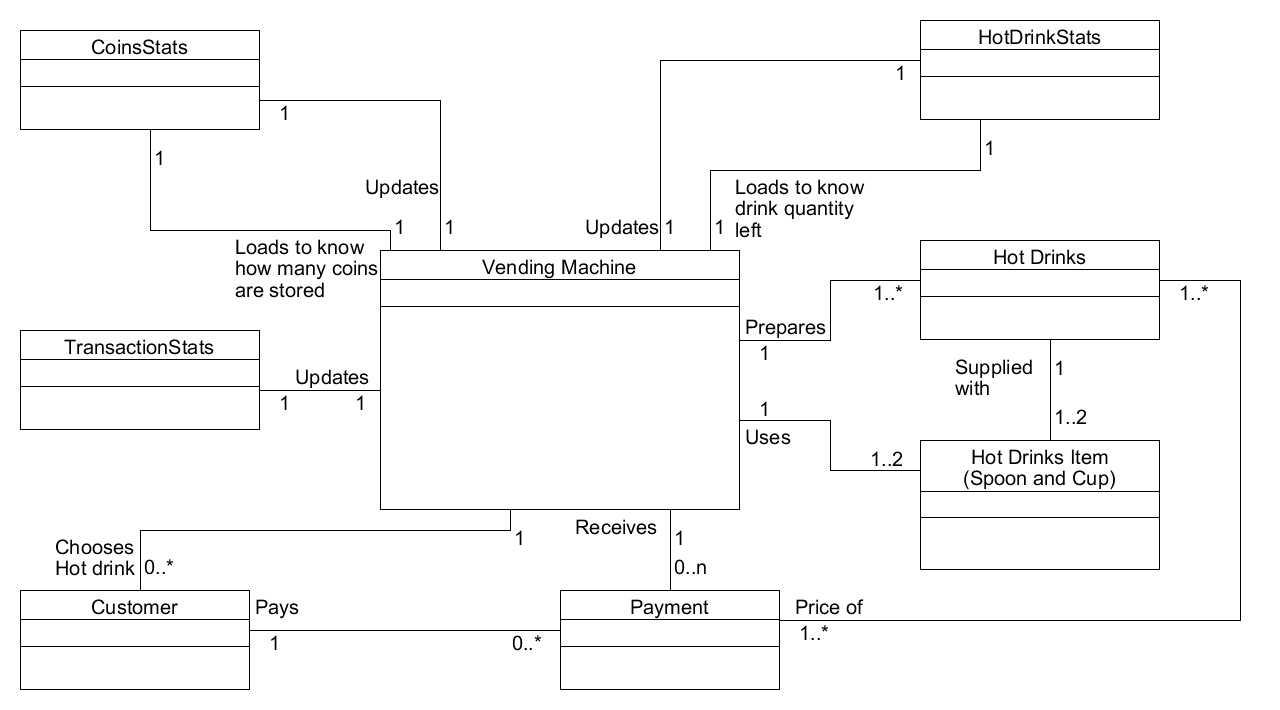 CoinsStats
HotDrinkStats
1
1
1
1
Updates
Loads to know
drink quantity
left
1
1
Updates
1
1
Loads to know
how many coins
are stored
Vending Machine
Hot Drinks
1..*
1..*
Prepares
1
TransactionStats
Updates
1
1
Supplied
with
1
1..2
1
Uses
1..2
Hot Drinks Item
(Spoon and Cup)
Receives
1
1
Chooses
Hot drink
0..*
0..n
Customer
Pays
Payment
Price of
1
0..*
1..*